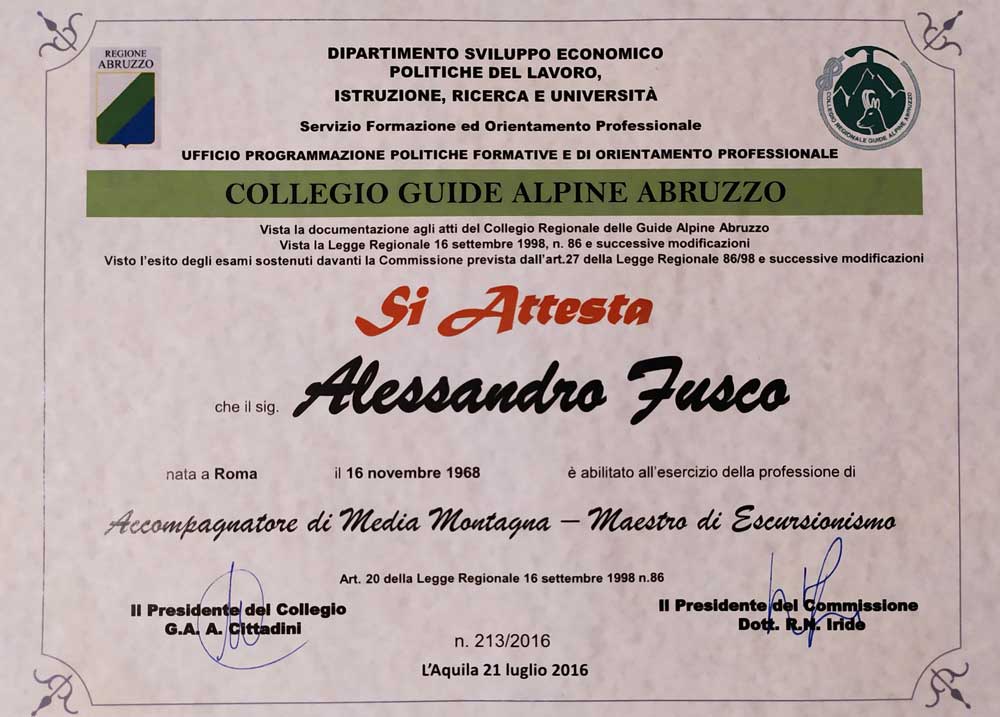 REGIONE
ABRUZZO
DIPARTIMENTO SVILUPPO ECONOMICO
POLITICHE DEL LAVORO,
ISTRUZIONE, RICERCA E UNIVERSITÀ
Servizio Formazione ed Orientamento Professionale
UFFICIO PROGRAMMAZIONE POLITICHE FORMATIVE E DI ORIENTAMENTO PROFESSIONALE
COLLEGIO REGIONALE GUIDE ALPINE ABRUZZO
COLLEGIO GUIDE ALPINE ABRUZZO
Vista la documentazione agli atti del Collegio Regionale delle Guide Alpine Abruzzo
Vista la Legge Regionale 16 settembre 1998, n. 86 e successive modificazioni
Visto l'esito degli esami sostenuti davanti la Commissione prevista dall'art.27 della Legge Regionale 86/98 e successive modificazioni
Si Attesta
che il sig. Alessandro Fusco
nata a Roma il 16 novembre 1968 è abilitato all'esercizio della professione di
Accompagnatore di Media Montagna – Maestro di Escursionismo
Art. 20 della Legge Regionale 16 settembre 1998 n.86
Il Presidente del Collegio
G.A. A. Cittadini
Il Presidente del Commissione
Dott. R.N. Iride
n. 213/2016
L'Aquila 21 luglio 2016